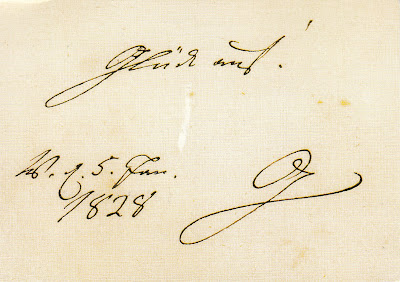 Glück auf!
W. d. 5. Jan.
1828
G